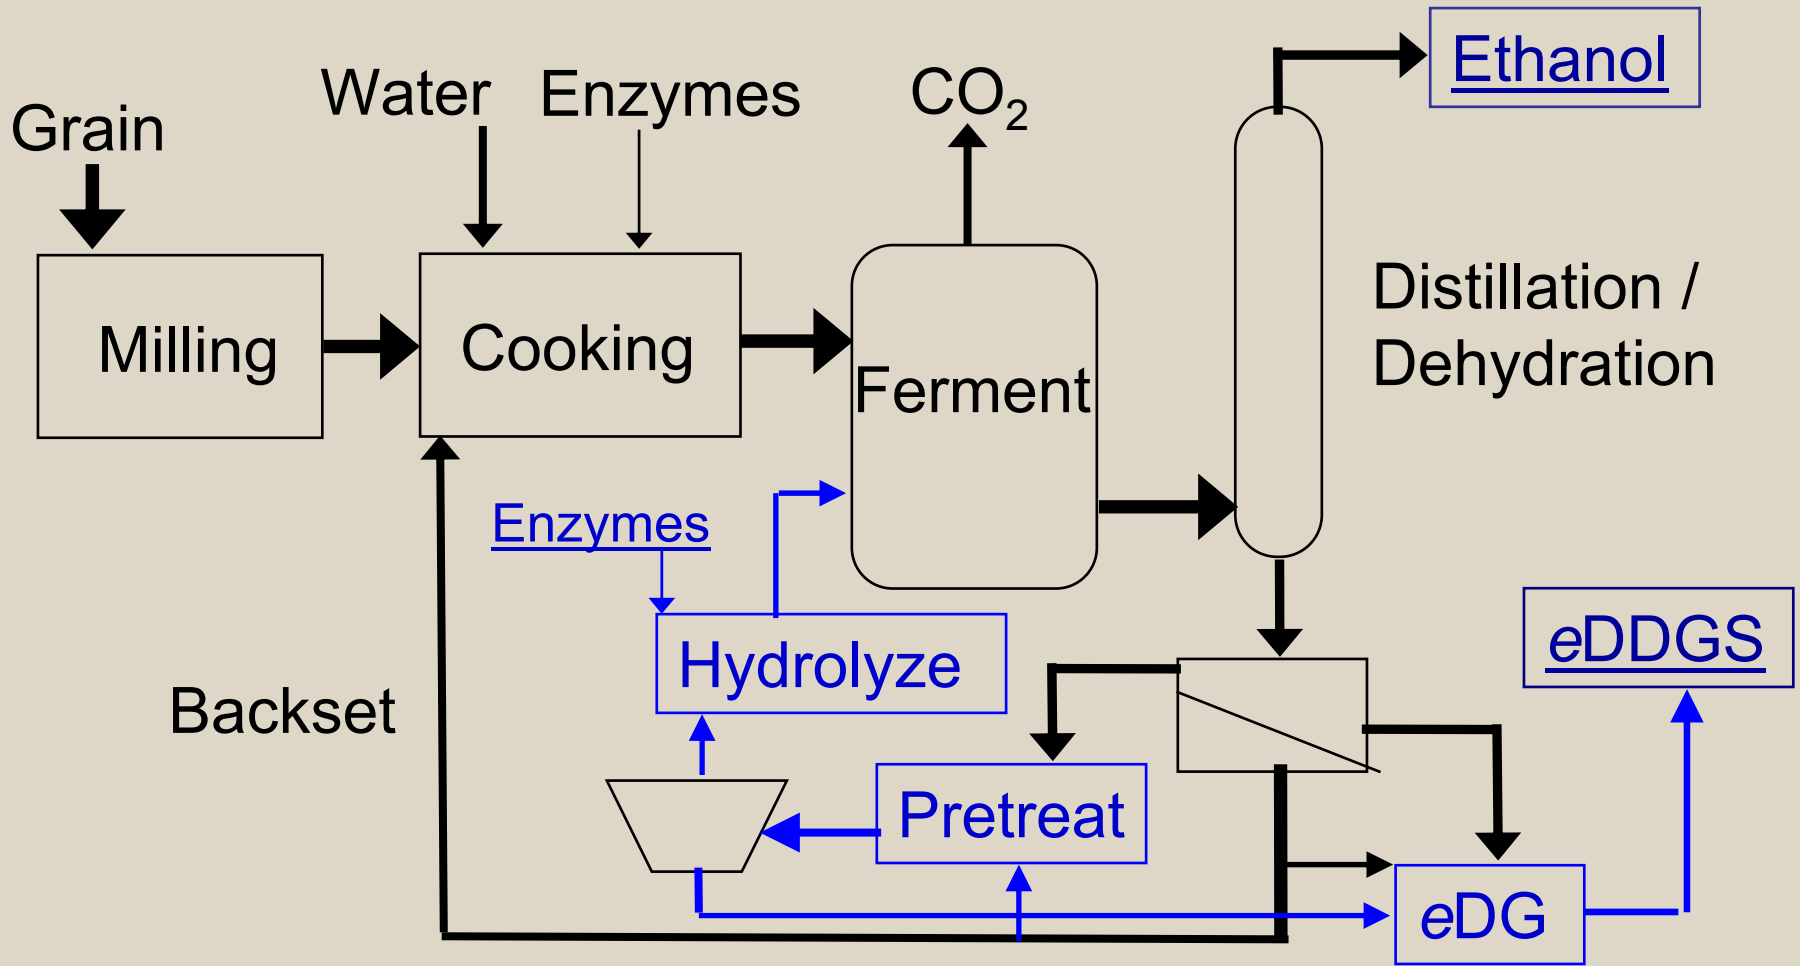 Ethanol
Water
Enzymes
CO₂
Grain
Distillation /
Dehydration
Milling
Cooking
Ferment
Enzymes
Hydrolyze
eDDGS
Backset
Pretreat
eDG